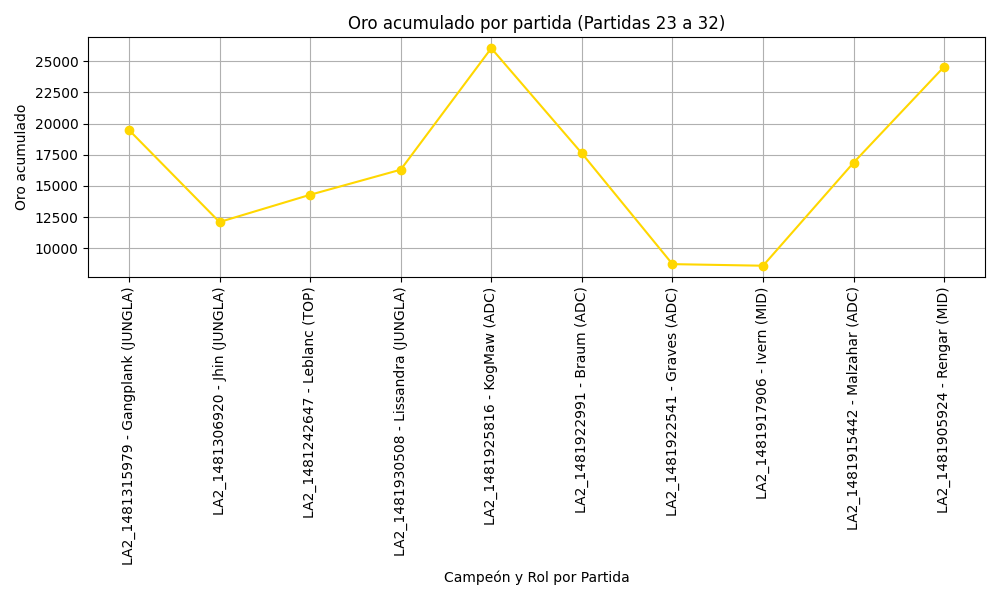 Oro acumulado por partida (Partidas 23 a 32)
Oro acumulado
25000
22500
20000
17500
15000
12500
10000
LA2_1481315979 - Gangplank (JUNGLA)
LA2_1481306920 - Jhin (JUNGLA)
LA2_1481242647 - Leblanc (TOP)
LA2_1481930508 - Lissandra (JUNGLA)
LA2_1481925816 - KogMaw (ADC)
LA2_1481922991 - Braum (ADC)
LA2_1481922541 - Graves (ADC)
LA2_1481917906 - Ivern (MID)
LA2_1481915442 - Malzahar (ADC)
LA2_1481905924 - Rengar (MID)
Campeón y Rol por Partida